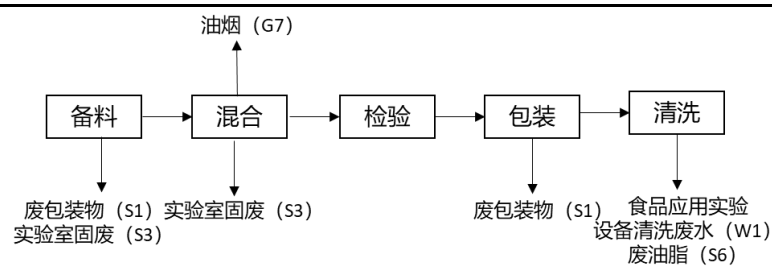 油烟（G7）
备料
混合
检验
包装
清洗
废包装物（S1）
实验室固废（S3）
实验室固废（S3）
废包装物（S1）
食品应用实验
设备清洗废水（W1）
废油脂（S6）